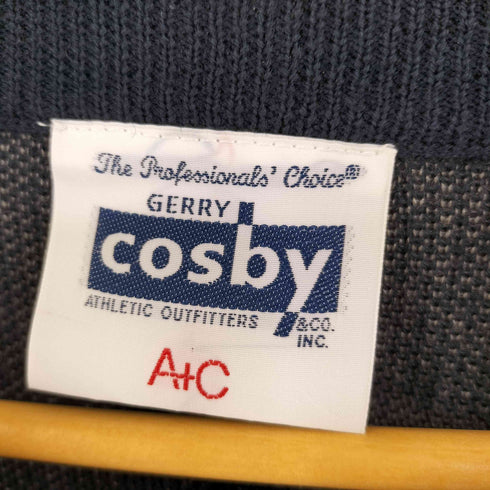 The Professionals' Choice®
GERRY
cosby
ATHLETIC OUTFITTERS &CO.
INC.
A+C